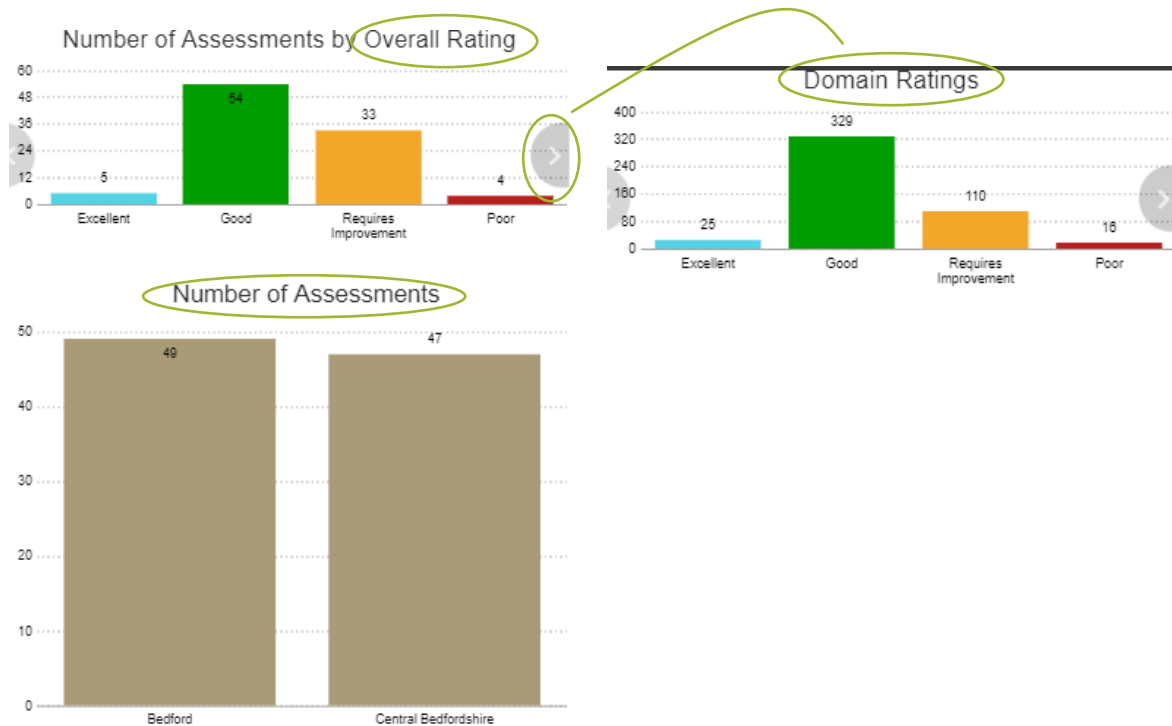 Number of Assessments by Overall Rating
60
48
36
24
12
0
5
54
33
4
Excellent
Good
Requires
Improvement
Poor
Domain Ratings
400
320
240
160
80
0
25
329
110
16
Excellent
Good
Requires
Improvement
Poor
Number of Assessments
50
40
30
20
10
0
49
47
Bedford
Central Bedfordshire